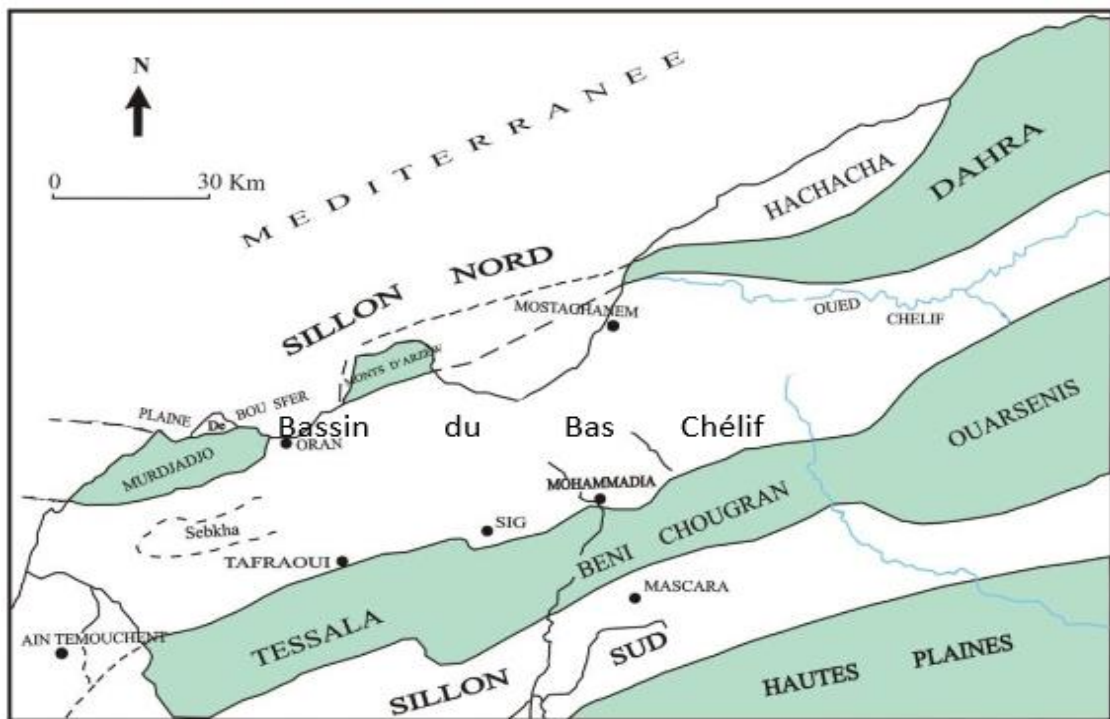 N
0 30 Km
MEDITERRANEE
HACHACHA
DAHRA
SILLON NORD
MOSTAGHANEM
OUED
CHELIF
MONTS D'ARZEW
PLAINE De BOU SFER
Bassin du Bas Chélif
ORAN
MURDJADJO
OUARSENIS
MOHAMMADIA
Sebkha
SIG
TAFRAOUI
BENI CHOUGRAN
MASCARA
TESSALA
AIN TEMOUCHENT
SILLON SUD
HAUTES PLAINES